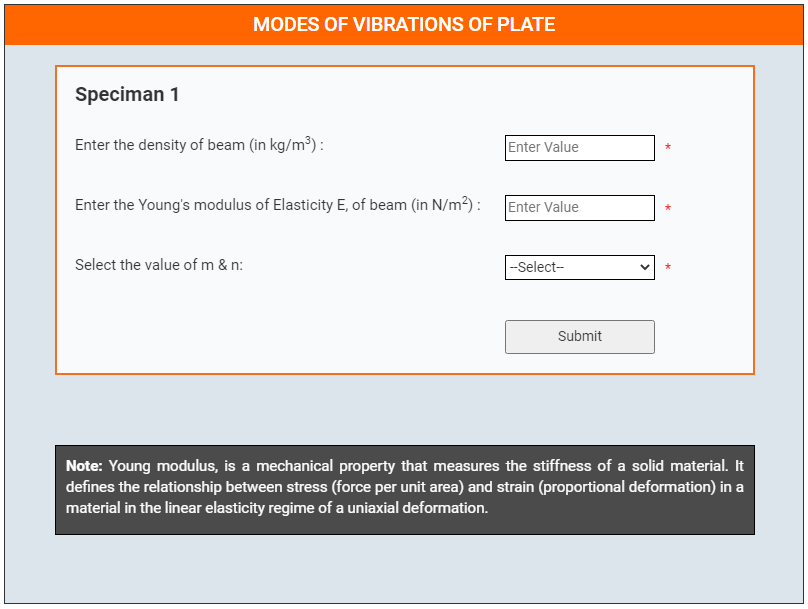 MODES OF VIBRATIONS OF PLATE
Speciman 1
Enter the density of beam (in kg/m³) : Enter Value *
Enter the Young's modulus of Elasticity E, of beam (in N/m²) : Enter Value *
Select the value of m & n: --Select-- *
Submit
Note: Young modulus, is a mechanical property that measures the stiffness of a solid material. It
defines the relationship between stress (force per unit area) and strain (proportional deformation) in a
material in the linear elasticity regime of a uniaxial deformation.